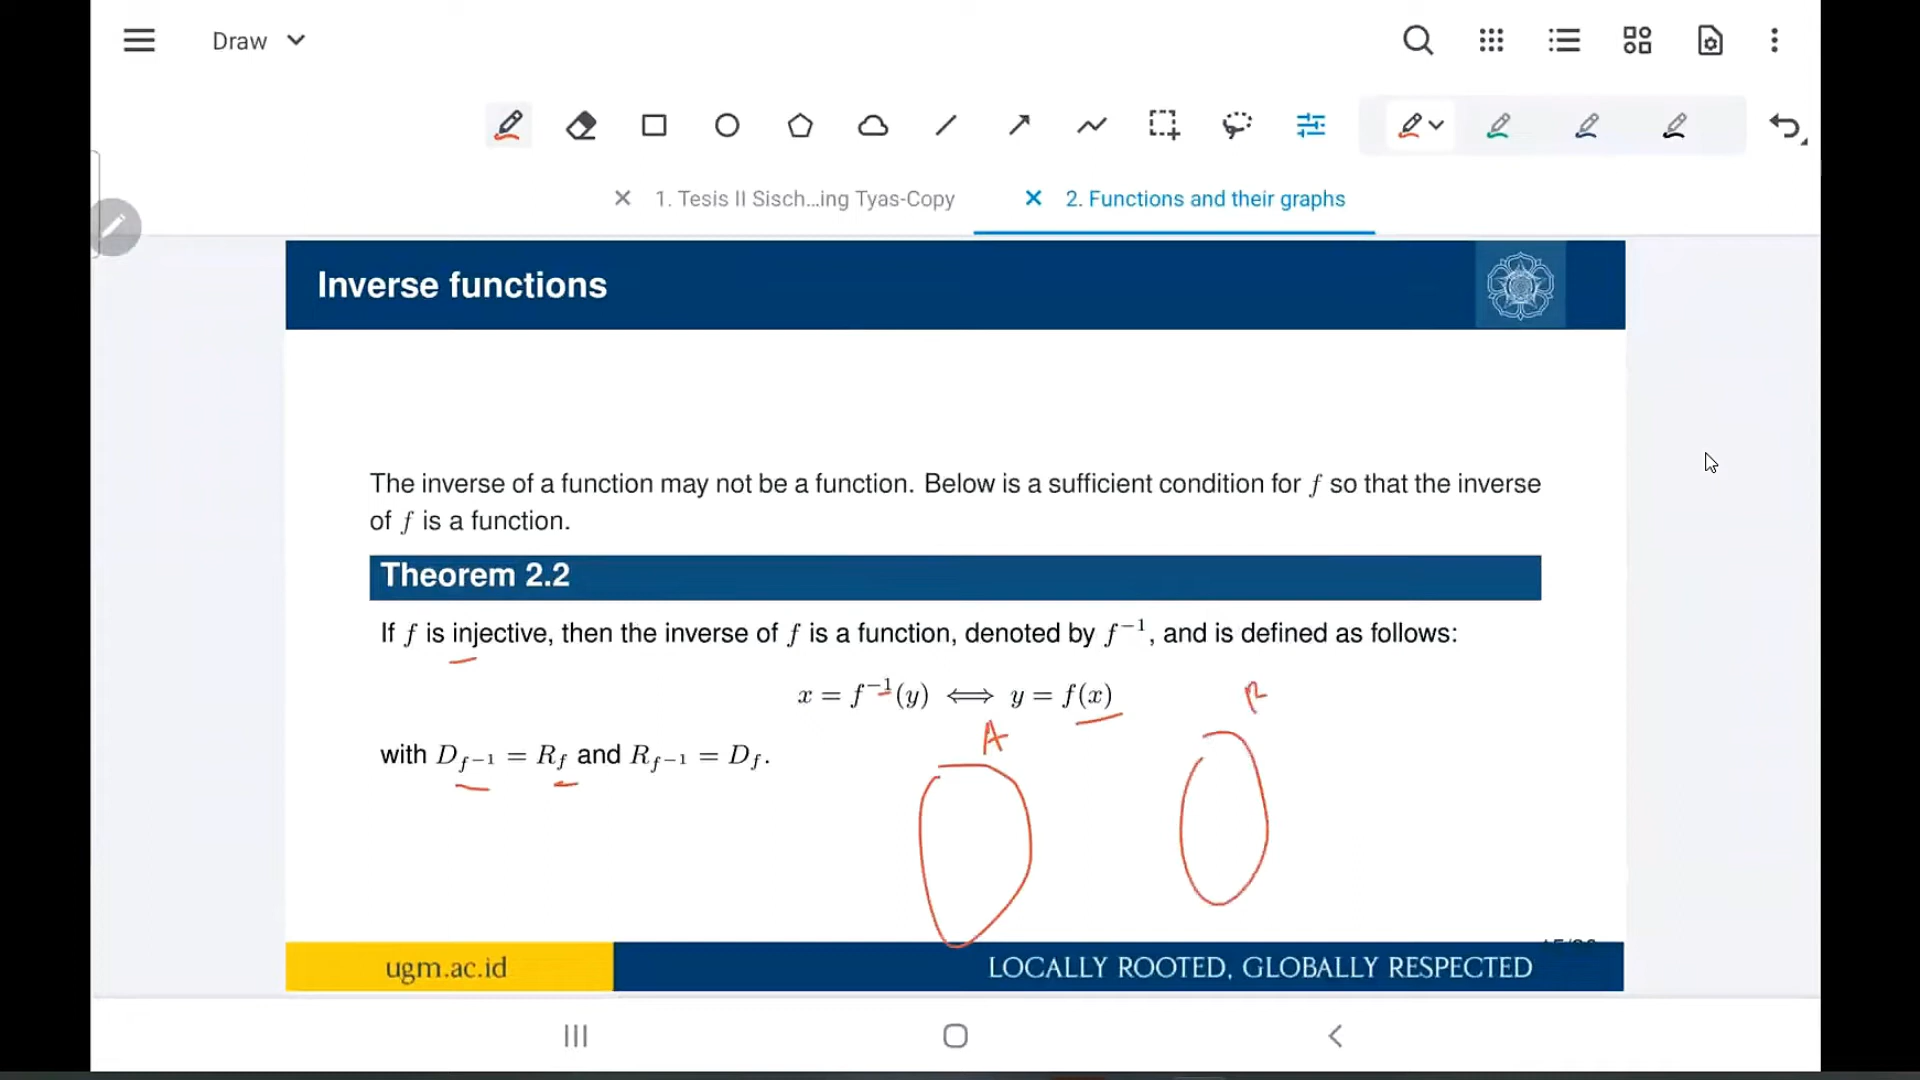 Draw
1. Tesis II Sisch...ing Tyas-Copy
2. Functions and their graphs
Inverse functions
The inverse of a function may not be a function. Below is a sufficient condition for f so that the inverse
of f is a function.
Theorem 2.2
If f is injective, then the inverse of f is a function, denoted by f⁻¹, and is defined as follows:
x = f⁻¹(y) ⟺ y = f(x)
with D_f⁻¹ = R_f and R_f⁻¹ = D_f.
A
ugm.ac.id
LOCALLY ROOTED, GLOBALLY RESPECTED